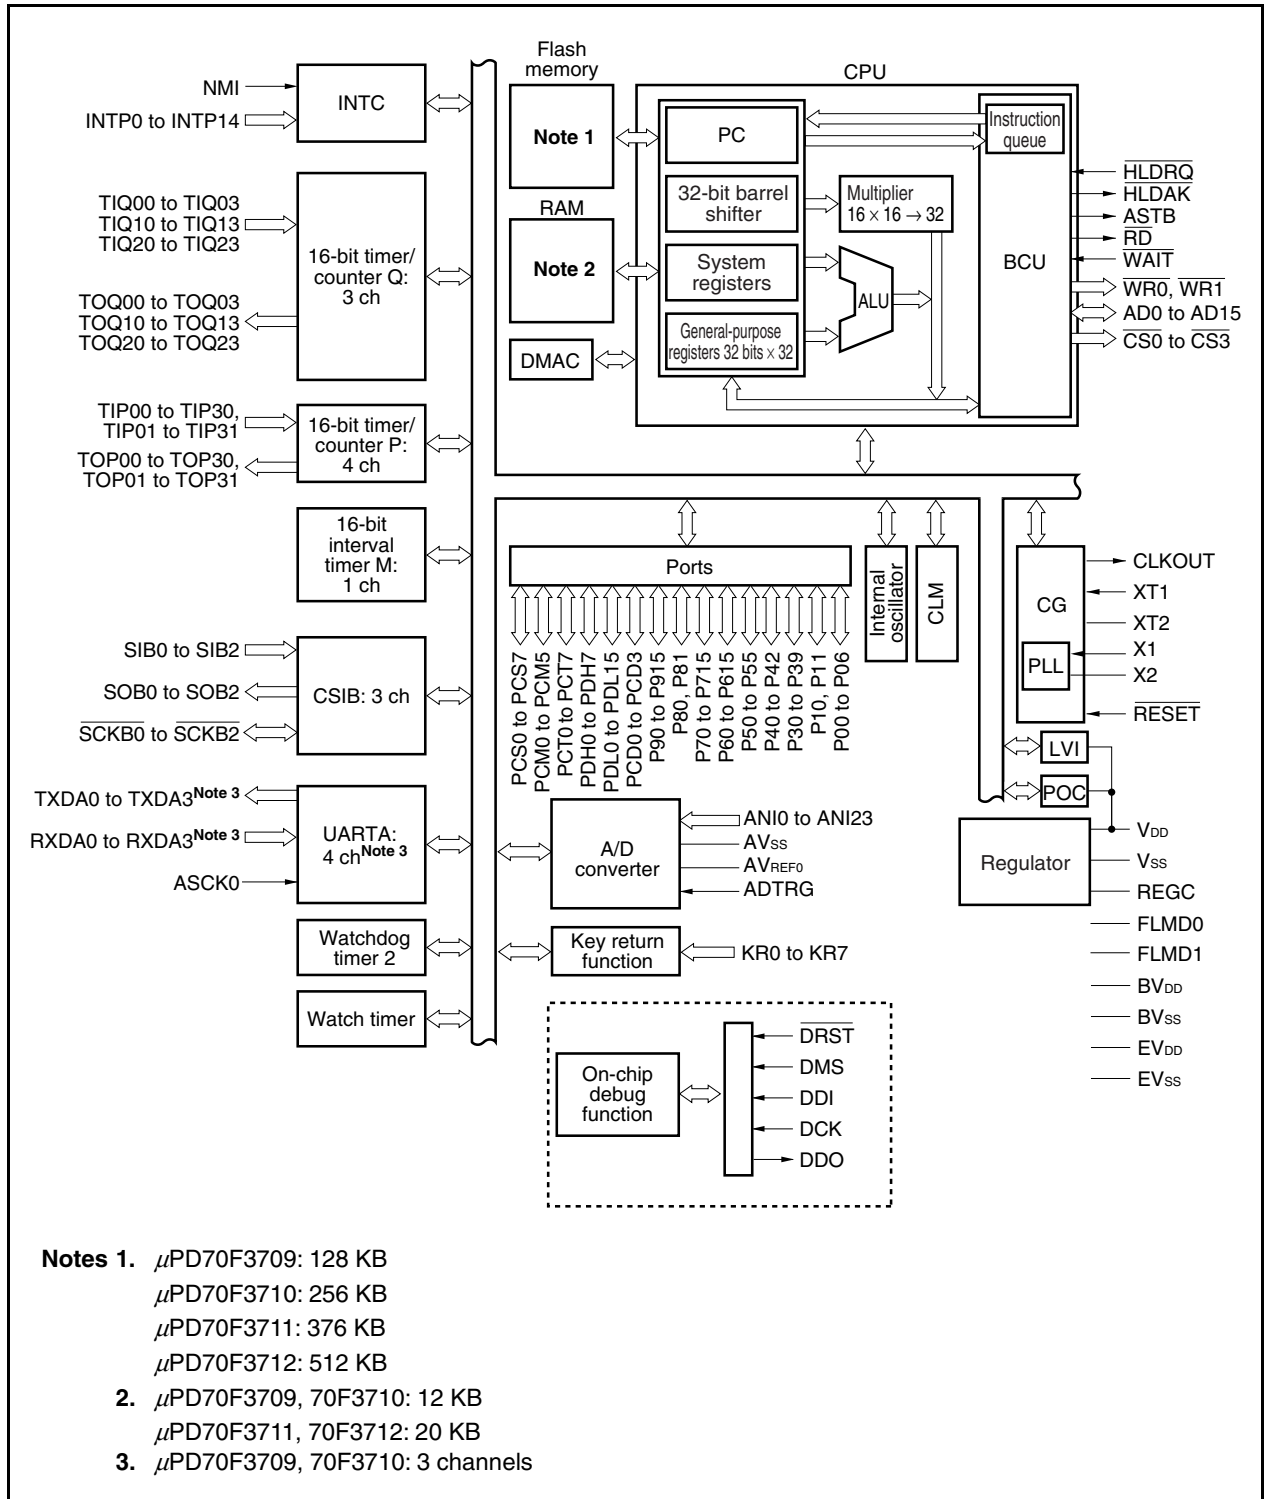 Flash
memory
CPU
NMI
INTP0 to INTP14
INTC
Note 1
PC
Instruction
queue
TIQ00 to TIQ03
TIQ10 to TIQ13
TIQ20 to TIQ23
TOQ00 to TOQ03
TOQ10 to TOQ13
TOQ20 to TOQ23
16-bit timer/
counter Q:
3 ch
RAM
Note 2
DMAC
32-bit barrel
shifter
Multiplier
16 × 16 → 32
System
registers
General-purpose
registers 32 bits × 32
ALU
BCU
HLDRQ
HLDAK
ASTB
RD
WAIT
WR0, WR1
AD0 to AD15
CS0 to CS3
TIP00 to TIP30,
TIP01 to TIP31
TOP00 to TOP30,
TOP01 to TOP31
16-bit timer/
counter P:
4 ch
16-bit
interval
timer M:
1 ch
Ports
Internal
oscillator
CLM
CG
PLL
CLKOUT
XT1
XT2
X1
X2
RESET
PCS0 to PCS7
PCM0 to PCM5
PCT0 to PCT7
PDH0 to PDH7
PDL0 to PDL15
PCD0 to PCD3
P90 to P915
P80, P81
P70 to P715
P60 to P615
P50 to P55
P40 to P42
P30 to P39
P10, P11
P00 to P06
SIB0 to SIB2
SOB0 to SOB2
SCKB0 to SCKB2
CSIB: 3 ch
LVI
POC
TXDA0 to TXDA3Note 3
RXDA0 to RXDA3Note 3
ASCK0
UARTA:
4 chNote 3
A/D
converter
ANI0 to ANI23
AVSS
AVREF0
ADTRG
Regulator
VDD
VSS
REGC
FLMD0
FLMD1
BVDD
BVSS
EVDD
EVSS
Watchdog
timer 2
Key return
function
KR0 to KR7
Watch timer
On-chip
debug
function
DRST
DMS
DDI
DCK
DDO
Notes 1. μPD70F3709: 128 KB
μPD70F3710: 256 KB
μPD70F3711: 376 KB
μPD70F3712: 512 KB
2. μPD70F3709, 70F3710: 12 KB
μPD70F3711, 70F3712: 20 KB
3. μPD70F3709, 70F3710: 3 channels